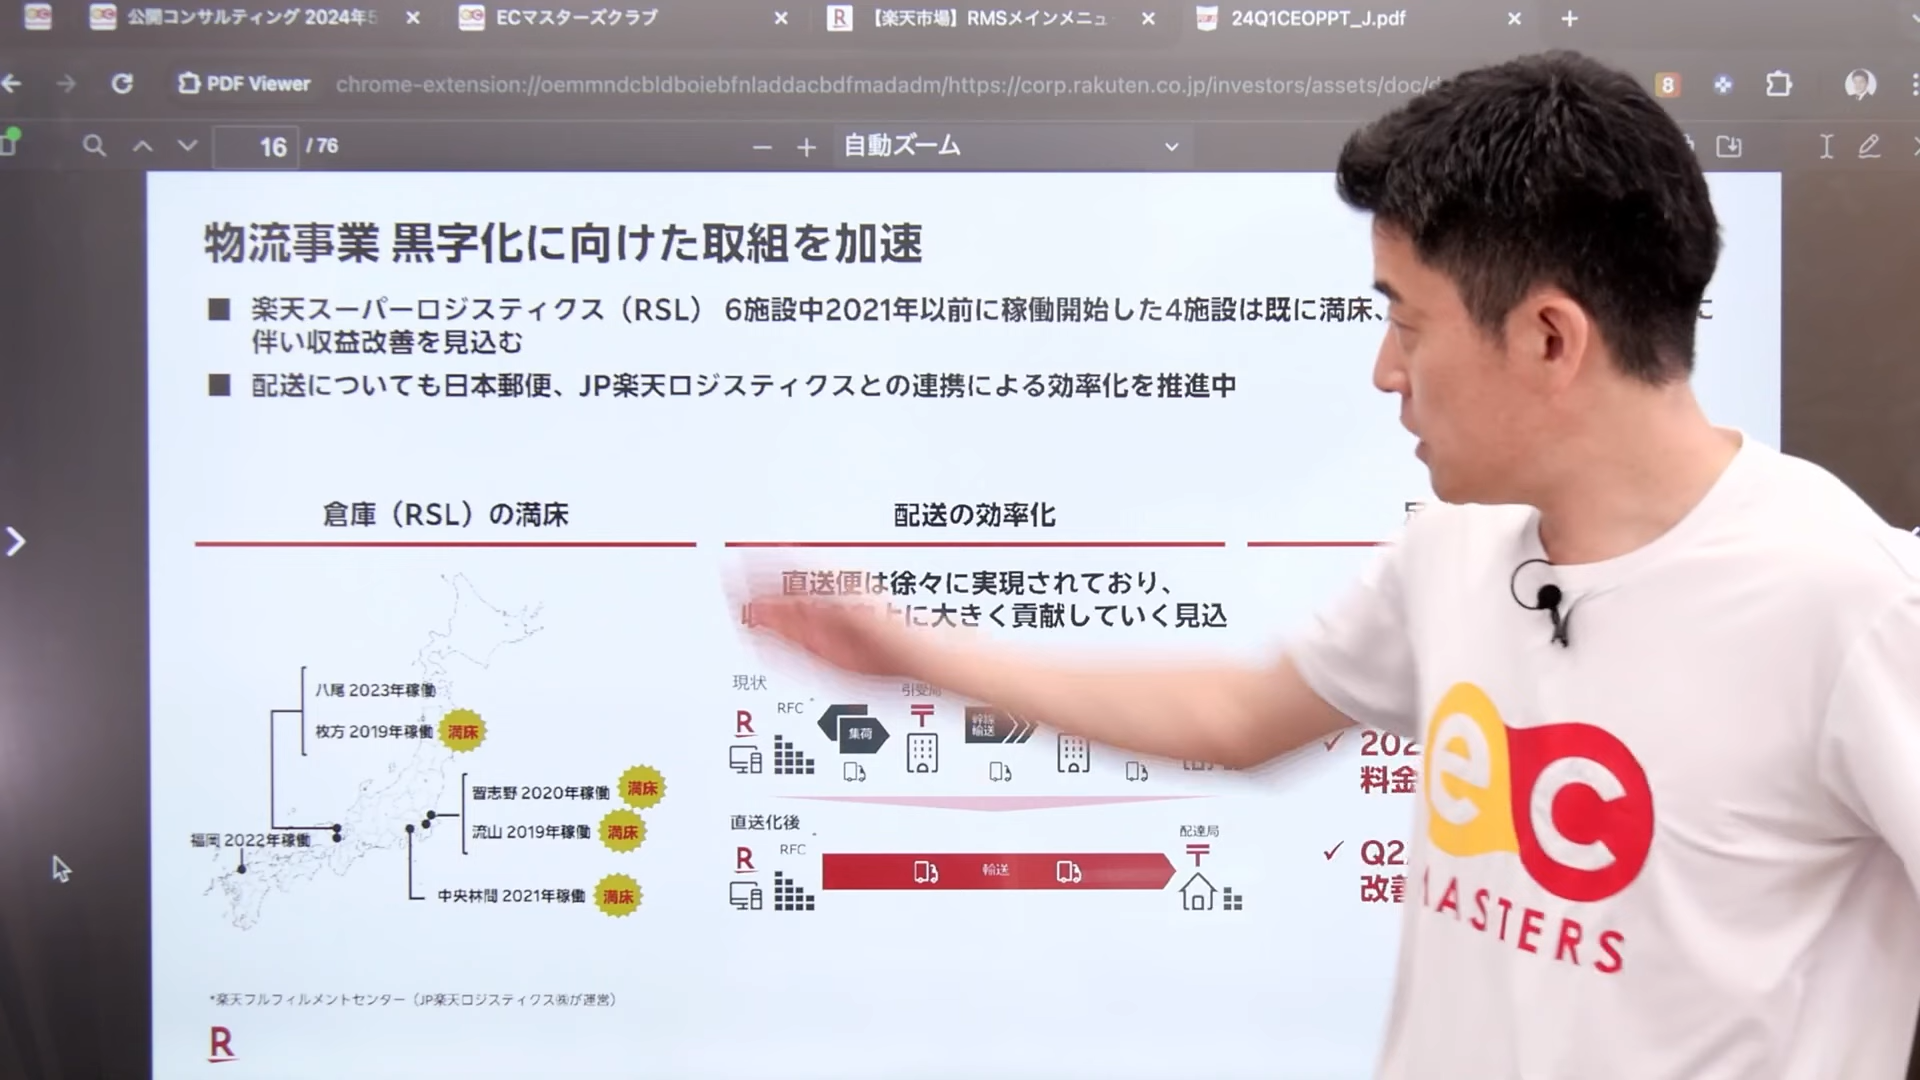 公開コンサルティング 2024年5
ECマスターズクラブ
【楽天市場】RMSメインメニュ
24Q1CEOPPT_J.pdf
PDF Viewer
chrome-extension://oemmndcbldboiebfnladdacbdfmadadm/https://corp.rakuten.co.jp/investors/assets/doc/
8
16 / 76
自動ズーム
物流事業 黒字化に向けた取組を加速
■ 楽天スーパーロジスティクス（RSL） 6施設中2021年以前に稼働開始した4施設は既に満床、
に
伴い収益改善を見込む
■ 配送についても日本郵便、JP楽天ロジスティクスとの連携による効率化を推進中
倉庫（RSL）の満床
八尾 2023年稼働
枚方 2019年稼働 満床
習志野 2020年稼働 満床
流山 2019年稼働 満床
福岡 2022年稼働
中央林間 2021年稼働 満床
配送の効率化
直送便は徐々に実現されており、
収
上に大きく貢献していく見込
現状
R RFC *
集荷
引受局
幹線
輸送
直送化後
R RFC *
輸送
配達局
✓ 202
料金
✓ Q2
改善
*楽天フルフィルメントセンター（JP楽天ロジスティクス㈱が運営）
R
ec
MASTERS